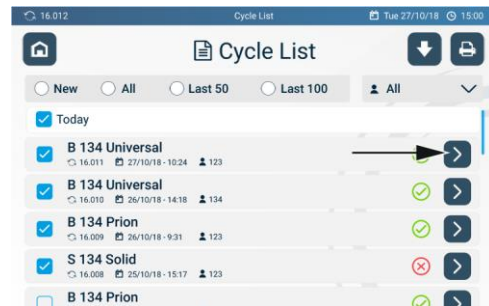 16.012 Cycle List Tue 27/10/18 15:00
Cycle List
New All Last 50 Last 100 All
Today
B 134 Universal
16.011 27/10/18 - 10:24 123
B 134 Universal
16.010 26/10/18 - 14:18 134
B 134 Prion
16.009 26/10/18 - 9:31 123
S 134 Solid
16.008 25/10/18 - 15:17 123
B 134 Prion